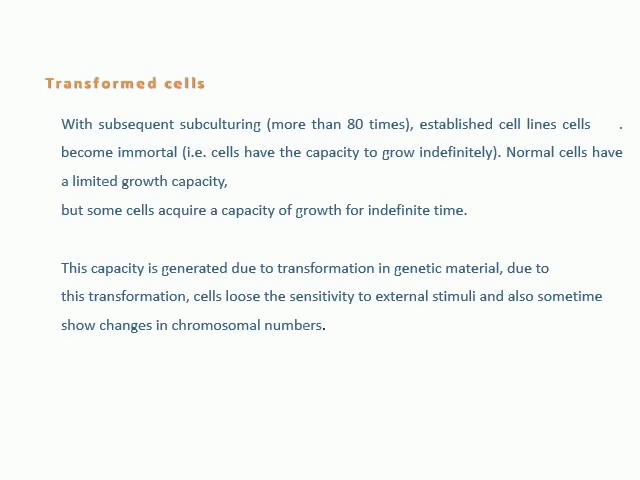 Transformed cells
With subsequent subculturing (more than 80 times), established cell lines cells .
become immortal (i.e. cells have the capacity to grow indefinitely). Normal cells have
a limited growth capacity,
but some cells acquire a capacity of growth for indefinite time.
This capacity is generated due to transformation in genetic material, due to
this transformation, cells loose the sensitivity to external stimuli and also sometime
show changes in chromosomal numbers.